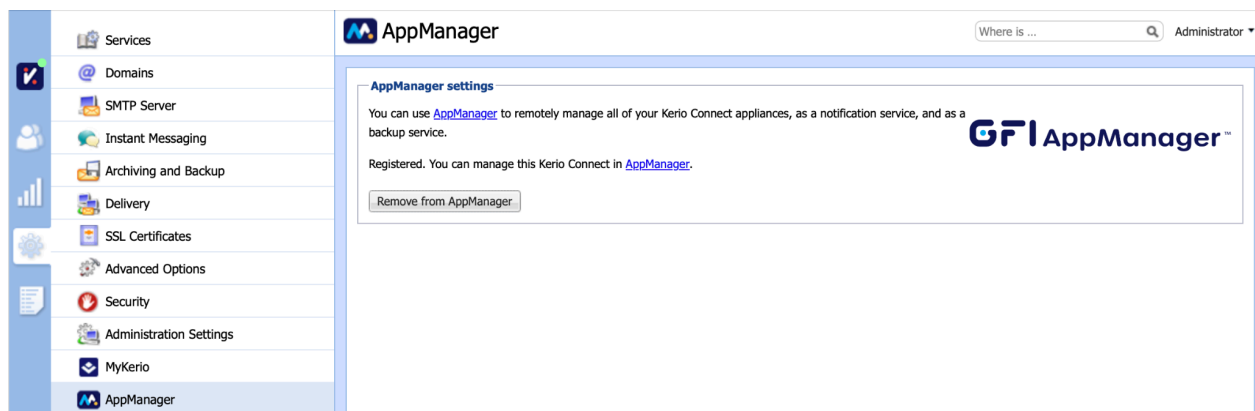 Services
Domains
SMTP Server
Instant Messaging
Archiving and Backup
Delivery
SSL Certificates
Advanced Options
Security
Administration Settings
MyKerio
AppManager
AppManager
Where is ...
Administrator
AppManager settings
You can use AppManager to remotely manage all of your Kerio Connect appliances, as a notification service, and as a
backup service.
Registered. You can manage this Kerio Connect in AppManager.
Remove from AppManager
GFI AppManager™